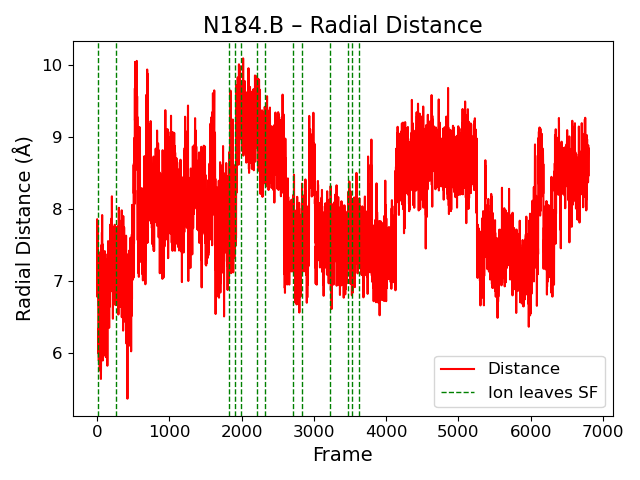 N184.B – Radial Distance
Radial Distance (Å)
10
9
8
7
6
0 1000 2000 3000 4000 5000 6000 7000
Frame
Distance
Ion leaves SF